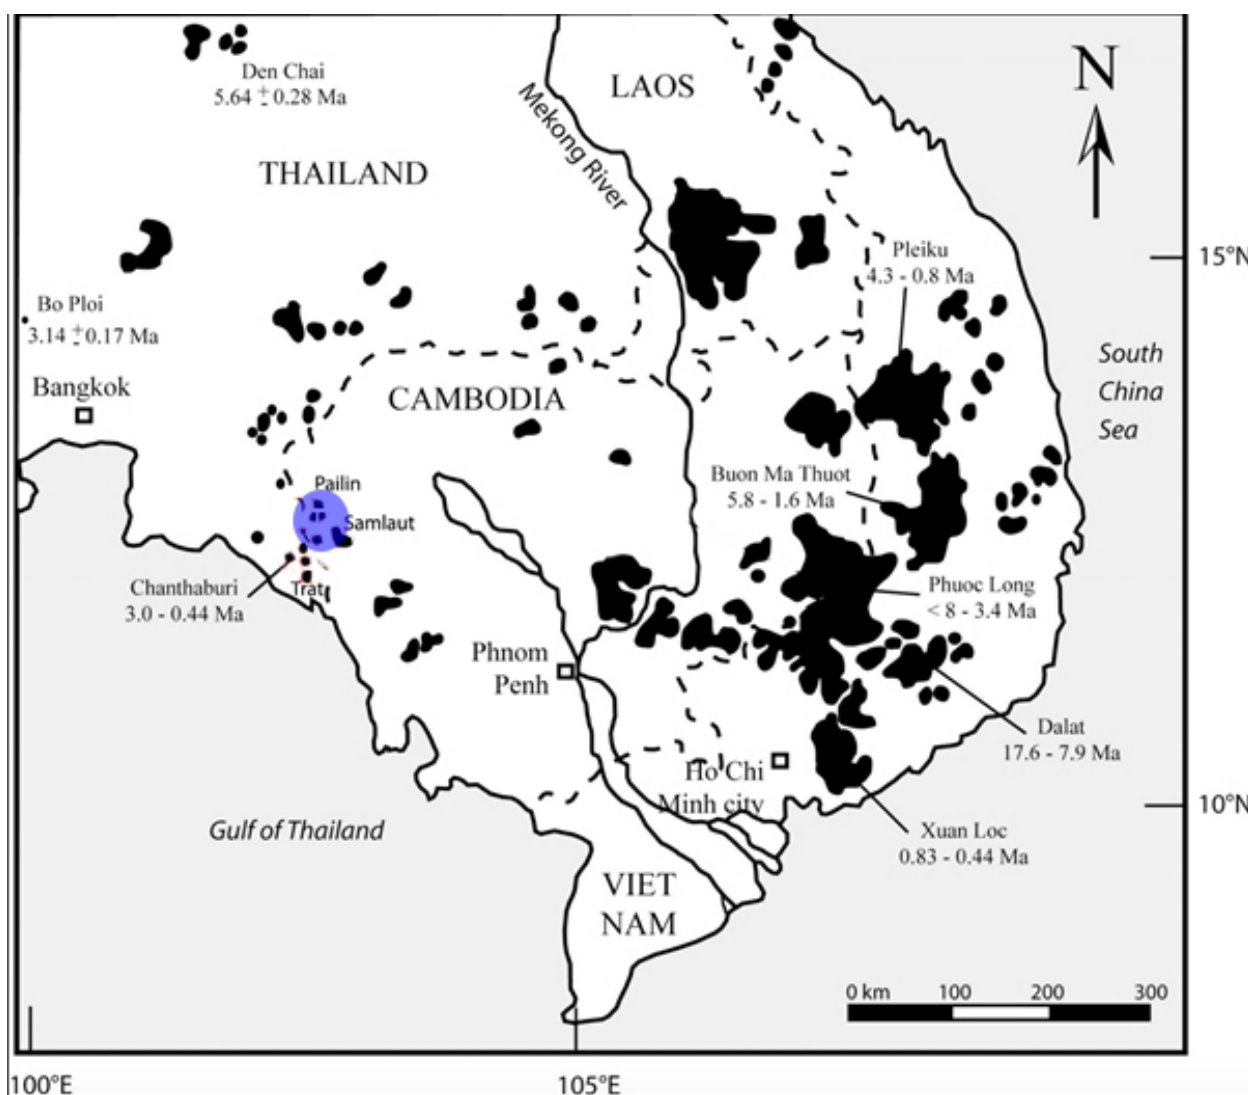 Den Chai
5.64 ± 0.28 Ma
LAOS
N
Mekong River
THAILAND
15°N
Pleiku
4.3 - 0.8 Ma
Bo Ploi
3.14 ± 0.17 Ma
Bangkok
CAMBODIA
South
China
Sea
Pailin
Samlaut
Buon Ma Thuot
5.8 - 1.6 Ma
Chanthaburi
3.0 - 0.44 Ma
Trat
Phuoc Long
< 8 - 3.4 Ma
Phnom
Penh
Dalat
17.6 - 7.9 Ma
Ho Chi
Minh city
10°N
Gulf of Thailand
Xuan Loc
0.83 - 0.44 Ma
VIET
NAM
0 km 100 200 300
100°E 105°E